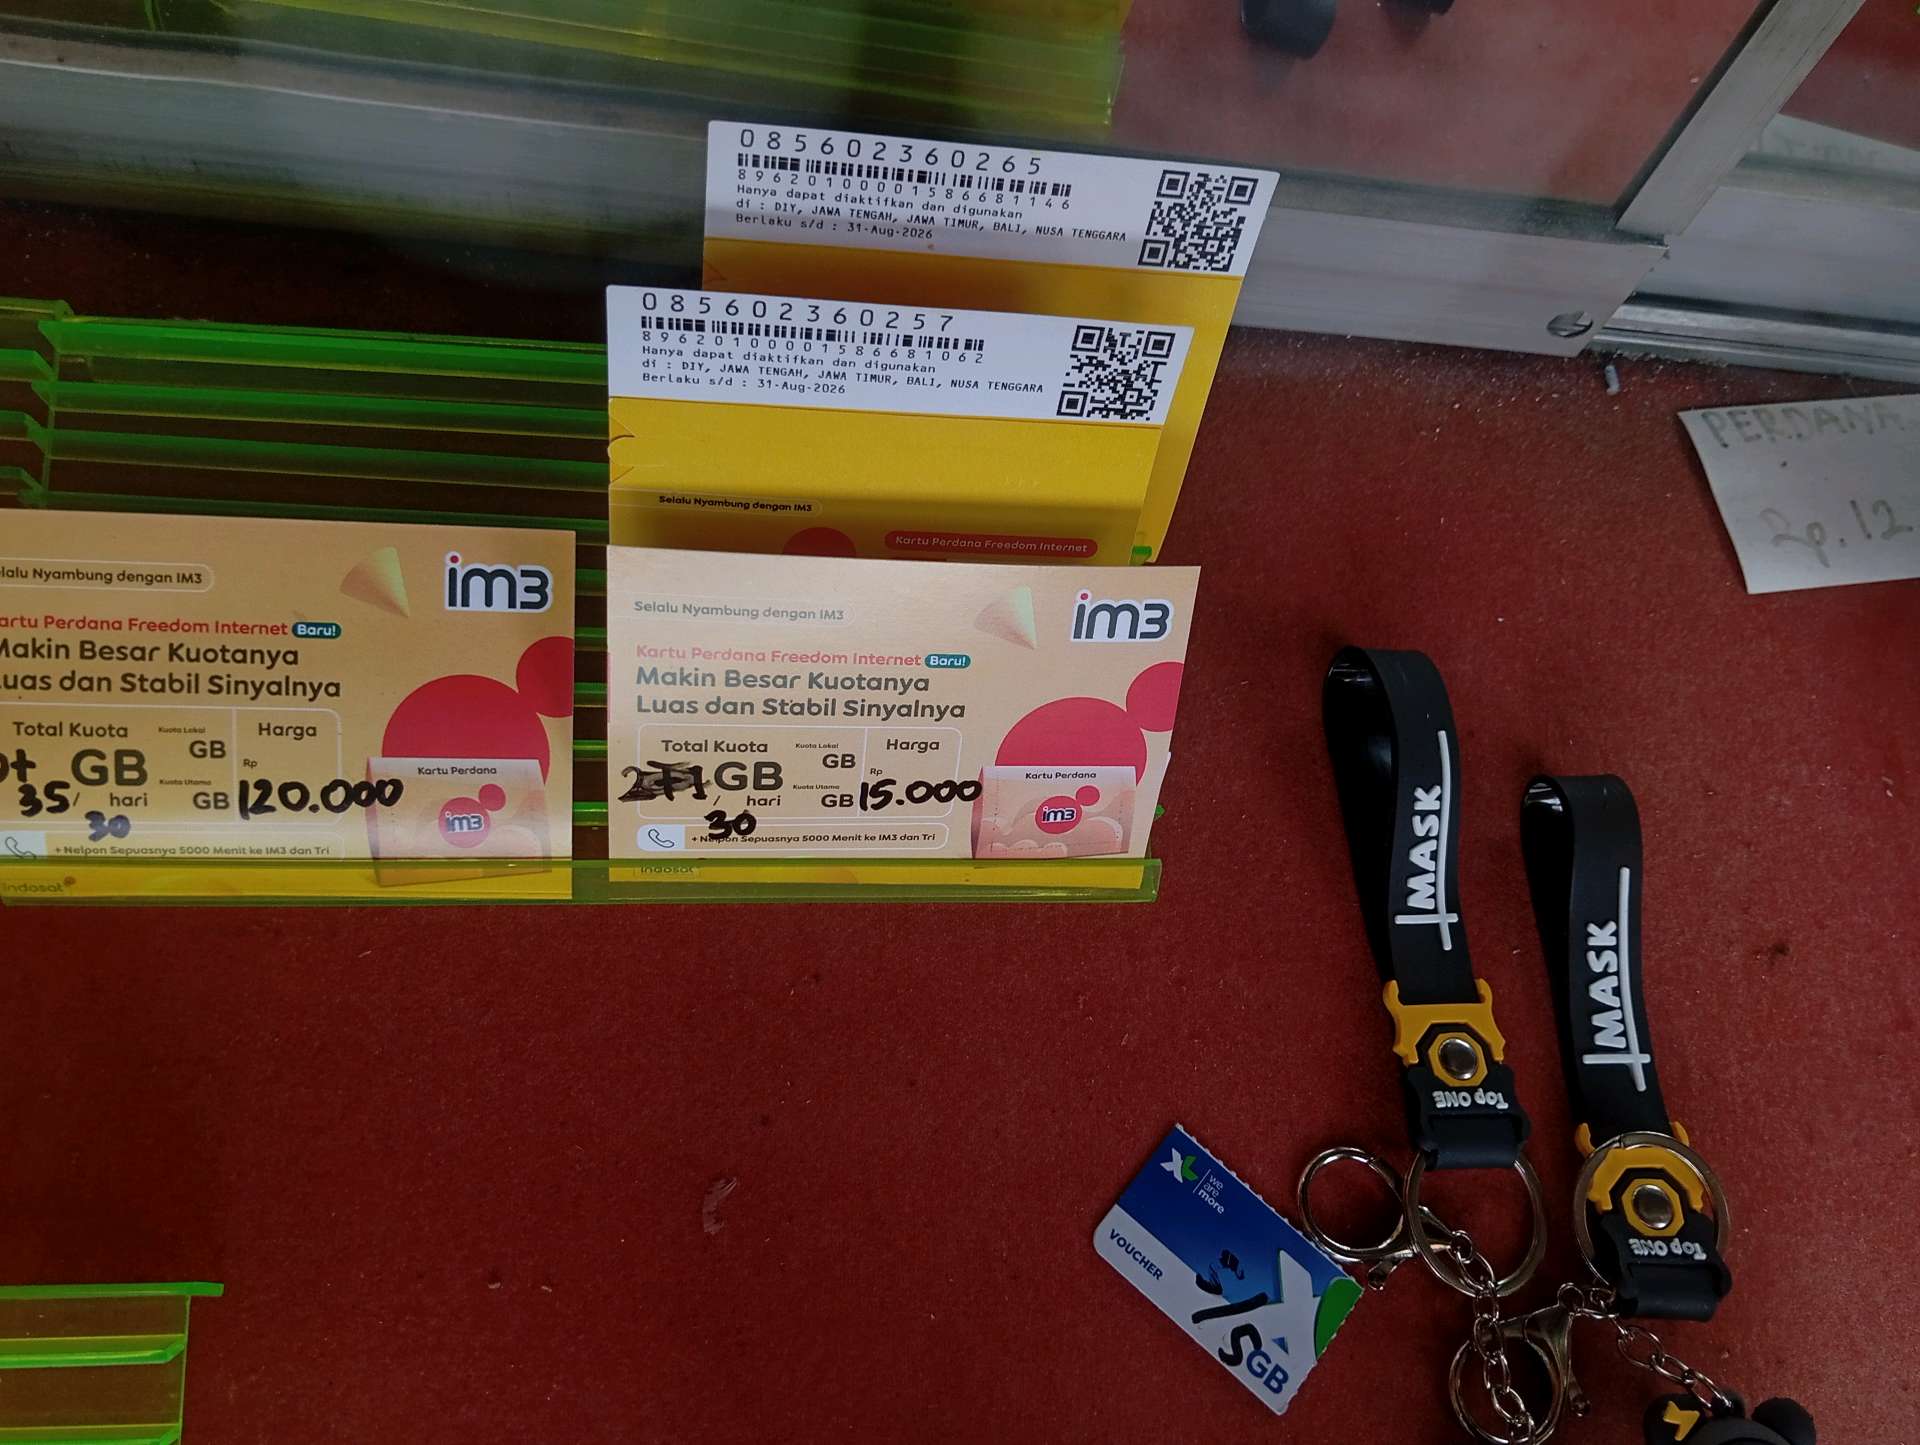 085602360265
89620100001586681146
Hanya dapat diaktifkan dan digunakan
di : DIY, JAWA TENGAH, JAWA TIMUR, BALI, NUSA TENGGARA
Berlaku s/d : 31-Aug-2026
085602360257
89620100001586681062
Hanya dapat diaktifkan dan digunakan
di : DIY, JAWA TENGAH, JAWA TIMUR, BALI, NUSA TENGGARA
Berlaku s/d : 31-Aug-2026
Selalu Nyambung dengan IM3
Kartu Perdana Freedom Internet
PERDANA
Rp. 12
elalu Nyambung dengan IM3
im3
artu Perdana Freedom Internet Baru!
Makin Besar Kuotanya
Luas dan Stabil Sinyalnya
Total Kuota
Kuota Lokal
GB
Harga
GB
Kuota Utama
GB
Rp
120.000
35/ hari
30
Kartu Perdana
im3
+ Nelpon Sepuasnya 5000 Menit ke IM3 dan Tri
indosat
Selalu Nyambung dengan IM3
im3
Kartu Perdana Freedom Internet Baru!
Makin Besar Kuotanya
Luas dan Stabil Sinyalnya
Total Kuota
Kuota Lokal
GB
Harga
GB
Kuota Utama
GB
Rp
15.000
/ hari
30
Kartu Perdana
im3
+ Nelpon Sepuasnya 5000 Menit ke IM3 dan Tri
indosat
MASK
Top ONE
MASK
Top ONE
XL
we
are
more
VOUCHER
5GB